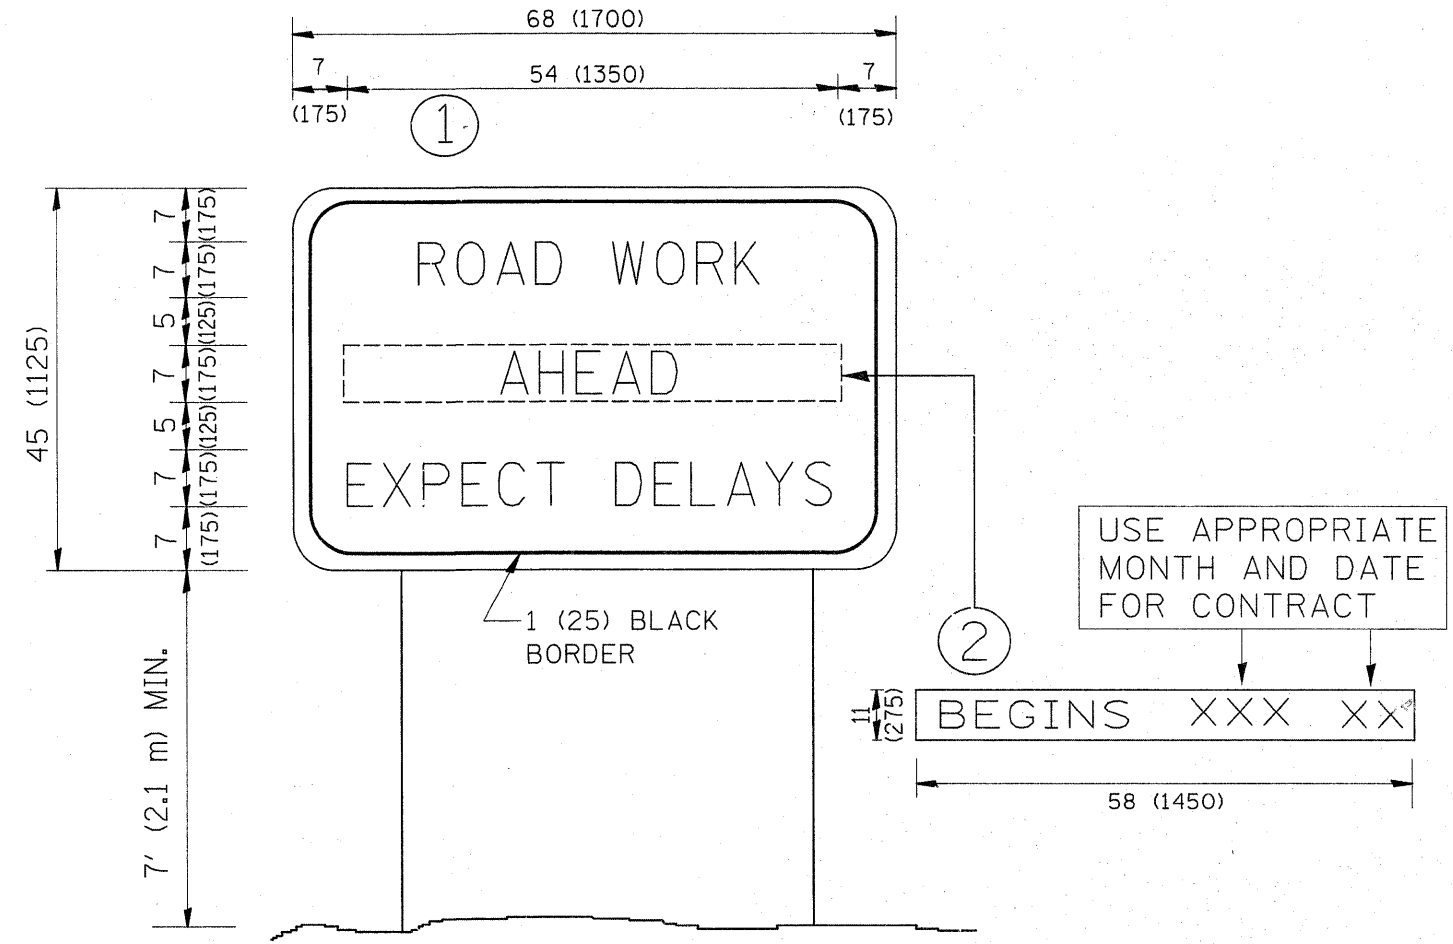 68 (1700)
7
54 (1350)
7
(175)
(175)
1
7
(175)
7
(175)
5
(125)
7
(175)
5
(125)
7
(175)
7
(175)
45 (1125)
ROAD WORK
AHEAD
EXPECT DELAYS
1 (25) BLACK
BORDER
7' (2.1 m) MIN.
2
USE APPROPRIATE
MONTH AND DATE
FOR CONTRACT
11
(275)
BEGINS XXX XX
58 (1450)